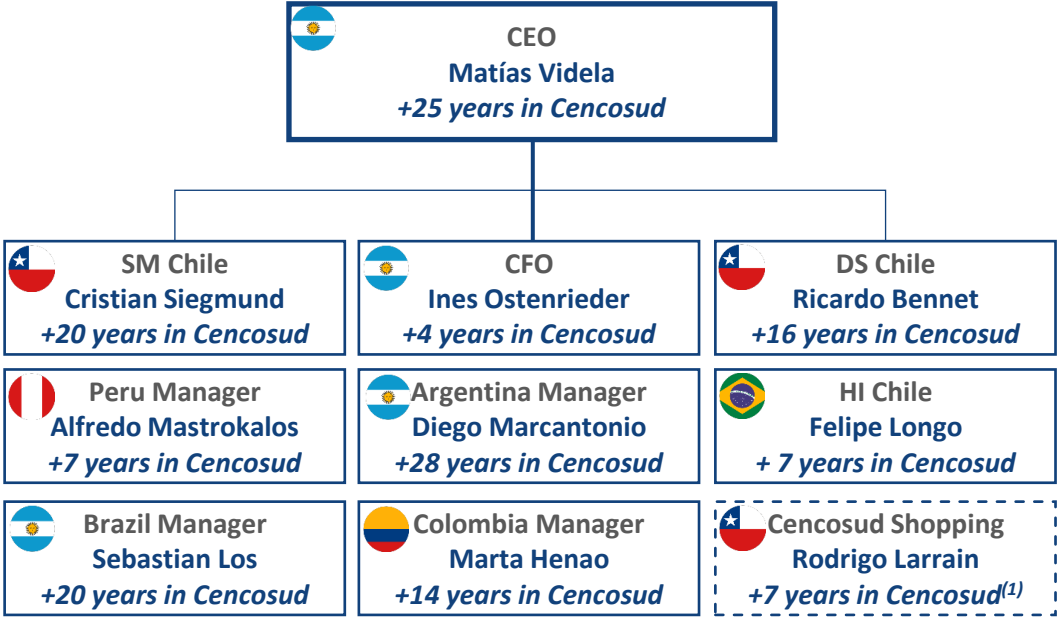 CEO
Matías Videla
+25 years in Cencosud
SM Chile
Cristian Siegmund
+20 years in Cencosud
CFO
Ines Ostenrieder
+4 years in Cencosud
DS Chile
Ricardo Bennet
+16 years in Cencosud
Peru Manager
Alfredo Mastrokalos
+7 years in Cencosud
Argentina Manager
Diego Marcantonio
+28 years in Cencosud
HI Chile
Felipe Longo
+ 7 years in Cencosud
Brazil Manager
Sebastian Los
+20 years in Cencosud
Colombia Manager
Marta Henao
+14 years in Cencosud
Cencosud Shopping
Rodrigo Larrain
+7 years in Cencosud(1)